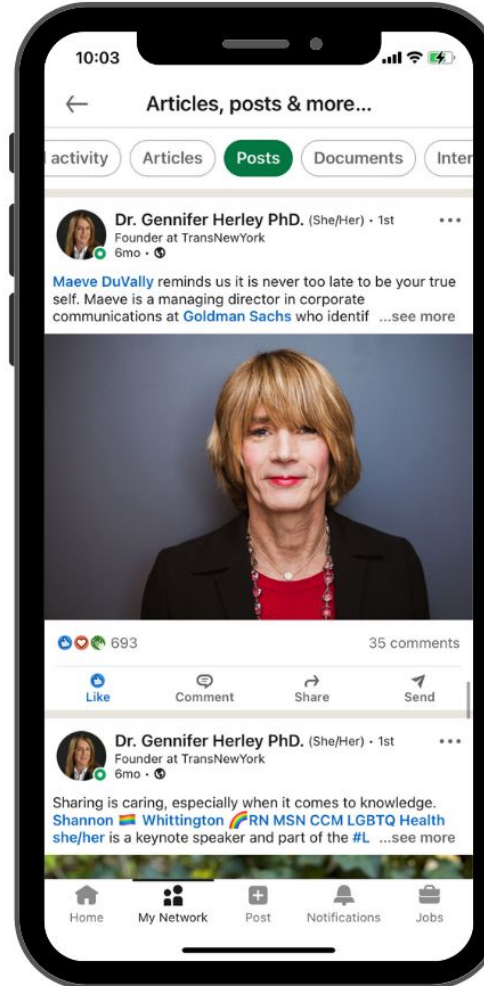 10:03
Articles, posts & more...
l activity
Articles
Posts
Documents
Inter
Dr. Gennifer Herley PhD. (She/Her) • 1st
Founder at TransNewYork
6mo •
Maeve DuVally reminds us it is never too late to be your true
self. Maeve is a managing director in corporate
communications at Goldman Sachs who identif ...see more
693
35 comments
Like
Comment
Share
Send
Dr. Gennifer Herley PhD. (She/Her) • 1st
Founder at TransNewYork
6mo •
Sharing is caring, especially when it comes to knowledge.
Shannon 🏳️‍🌈 Whittington 🌈RN MSN CCM LGBTQ Health
she/her is a keynote speaker and part of the #L ...see more
Home
My Network
Post
Notifications
Jobs